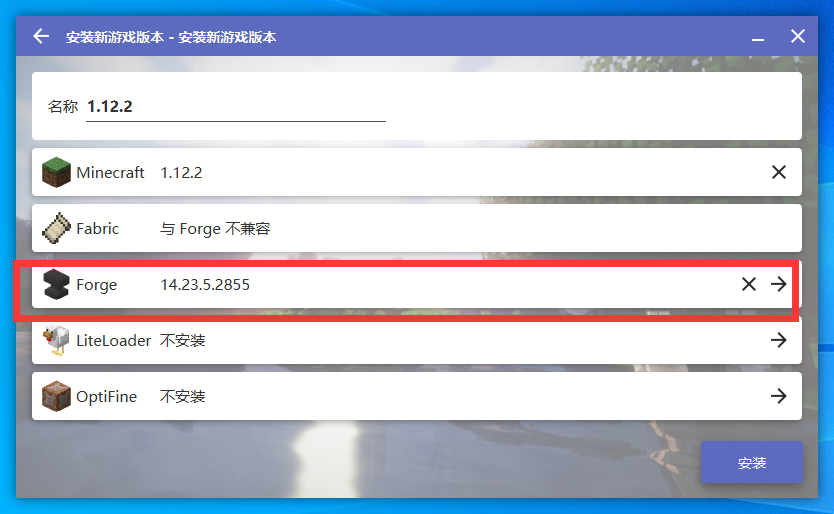 安装新游戏版本 - 安装新游戏版本
名称 1.12.2
Minecraft 1.12.2
Fabric 与 Forge 不兼容
Forge 14.23.5.2855
LiteLoader 不安装
OptiFine 不安装
安装